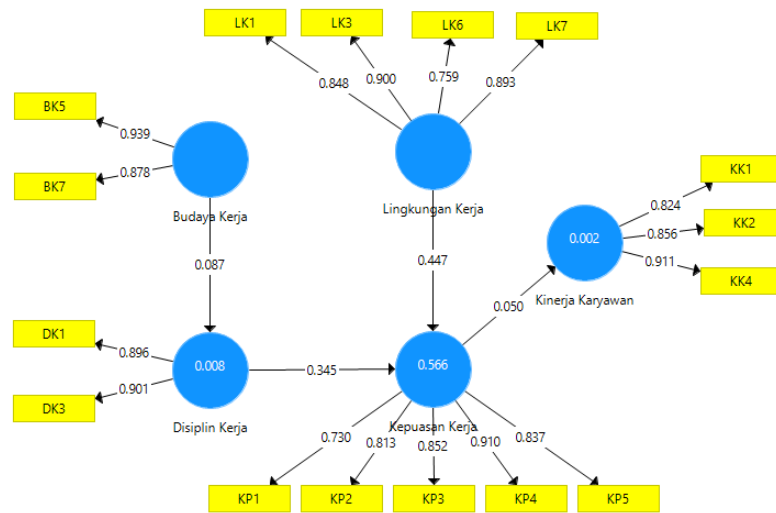 LK1
LK3
LK6
LK7
0.848
0.900
0.759
0.893
BK5
BK7
0.939
0.878
Budaya Kerja
Lingkungan Kerja
KK1
KK2
KK4
0.824
0.856
0.911
0.002
Kinerja Karyawan
0.087
0.447
0.050
DK1
DK3
0.896
0.901
0.008
Disiplin Kerja
0.345
0.566
Kepuasan Kerja
0.730
0.813
0.852
0.910
0.837
KP1
KP2
KP3
KP4
KP5